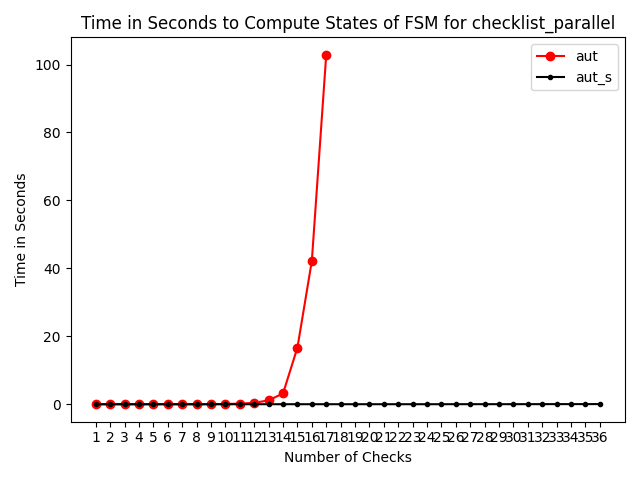 Time in Seconds to Compute States of FSM for checklist_parallel
aut
aut_s
Time in Seconds
100
80
60
40
20
0
1 2 3 4 5 6 7 8 9 10 11 12 13 14 15 16 17 18 19 20 21 22 23 24 25 26 27 28 29 30 31 32 33 34 35 36
Number of Checks